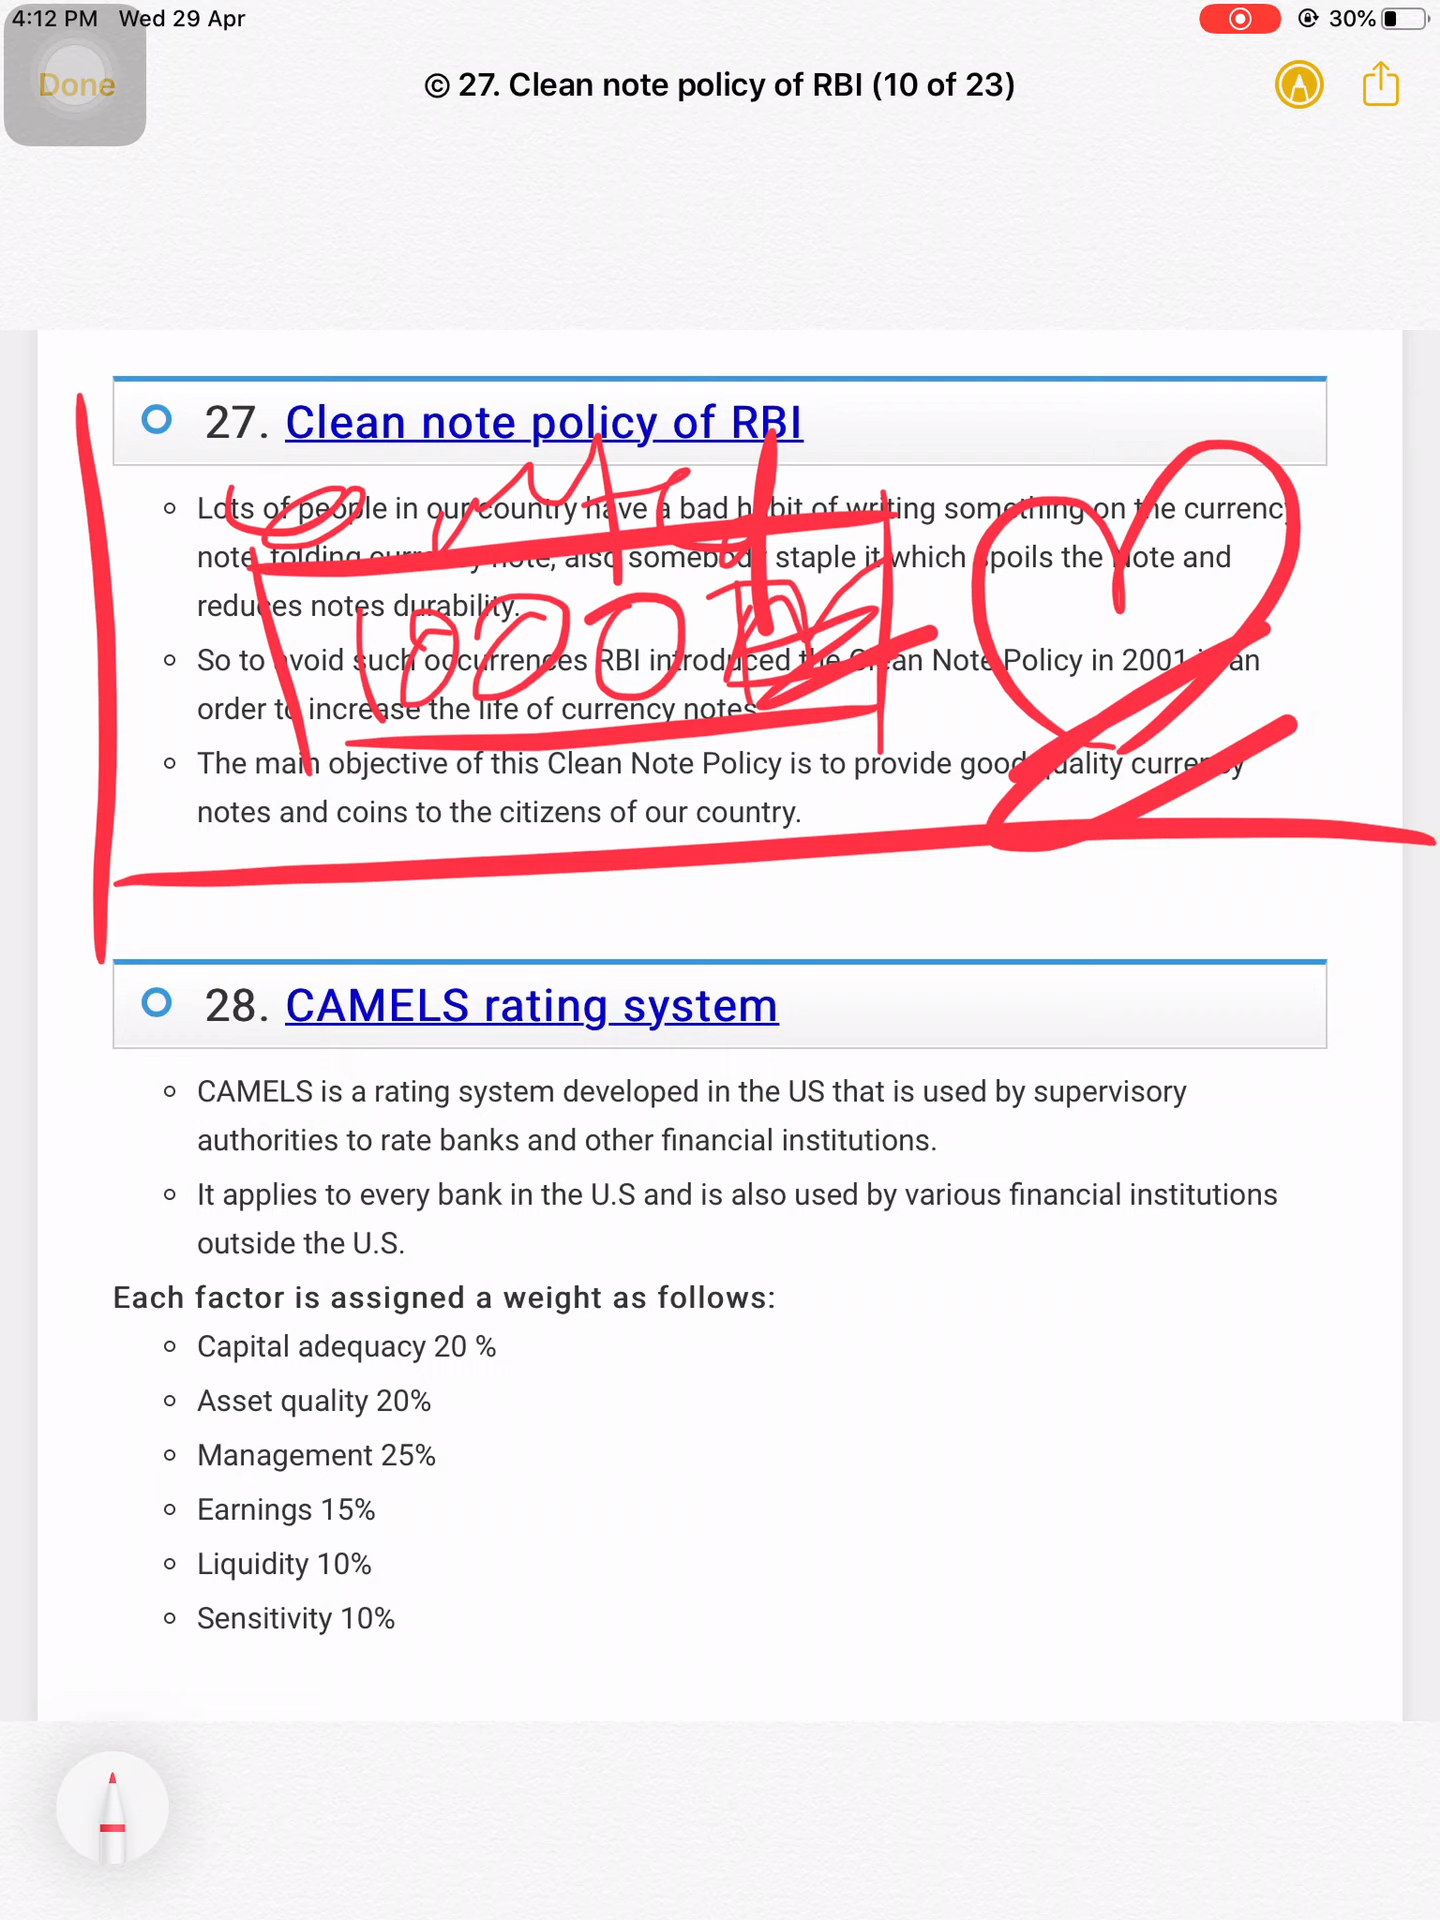 4:12 PM Wed 29 Apr
30%
Done
© 27. Clean note policy of RBI (10 of 23)
27. Clean note policy of RBI
Lots of people in our country have a bad habit of writing something on the currency
note, folding currency note, also somebody staple it which spoils the note and
reduces notes durability.
So to avoid such occurrences RBI introduced the Clean Note Policy in 2001 in an
order to increase the life of currency notes
The main objective of this Clean Note Policy is to provide good quality currency
notes and coins to the citizens of our country.
1000
28. CAMELS rating system
CAMELS is a rating system developed in the US that is used by supervisory
authorities to rate banks and other financial institutions.
It applies to every bank in the U.S and is also used by various financial institutions
outside the U.S.
Each factor is assigned a weight as follows:
Capital adequacy 20 %
Asset quality 20%
Management 25%
Earnings 15%
Liquidity 10%
Sensitivity 10%